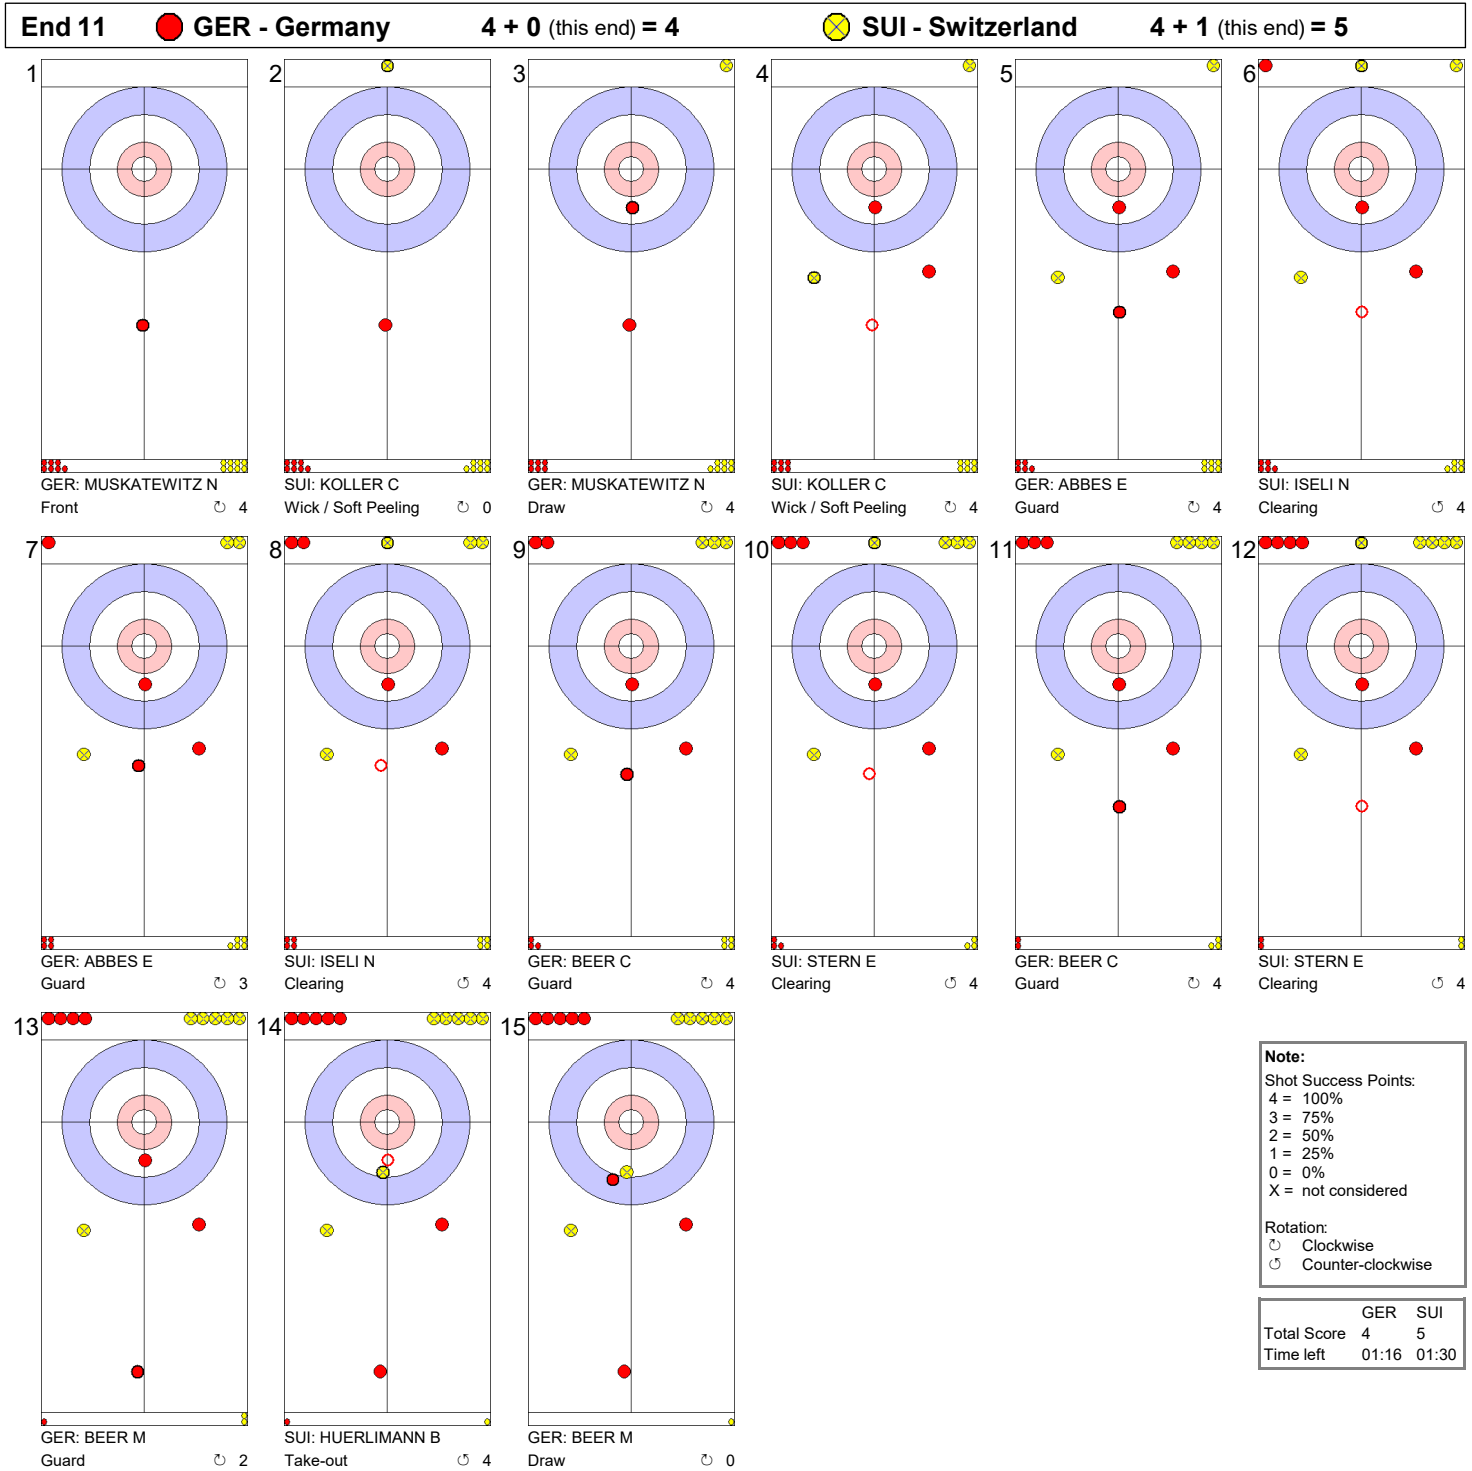 End 11 GER - Germany 4 + 0 (this end) = 4 SUI - Switzerland 4 + 1 (this end) = 5
1 2 3 4 5 6
GER: MUSKATEWITZ N SUI: KOLLER C GER: MUSKATEWITZ N SUI: KOLLER C GER: ABBES E SUI: ISELI N
Front ↻ 4 Wick / Soft Peeling ↻ 0 Draw ↻ 4 Wick / Soft Peeling ↻ 4 Guard ↻ 4 Clearing ↺ 4
7 8 9 10 11 12
GER: ABBES E SUI: ISELI N GER: BEER C SUI: STERN E GER: BEER C SUI: STERN E
Guard ↻ 3 Clearing ↺ 4 Guard ↻ 4 Clearing ↺ 4 Guard ↻ 4 Clearing ↺ 4
13 14 15
GER: BEER M SUI: HUERLIMANN B GER: BEER M
Guard ↻ 2 Take-out ↺ 4 Draw ↻ 0
Note:
Shot Success Points:
4 = 100%
3 = 75%
2 = 50%
1 = 25%
0 = 0%
X = not considered
Rotation:
↻ Clockwise
↺ Counter-clockwise
GER SUI
Total Score 4 5
Time left 01:16 01:30